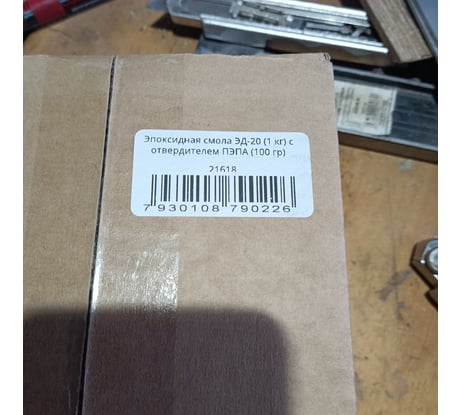 Эпоксидная смола ЭД-20 (1 кг) с
отвердителем ПЭПА (100 гр)
21618
7 930108 790226